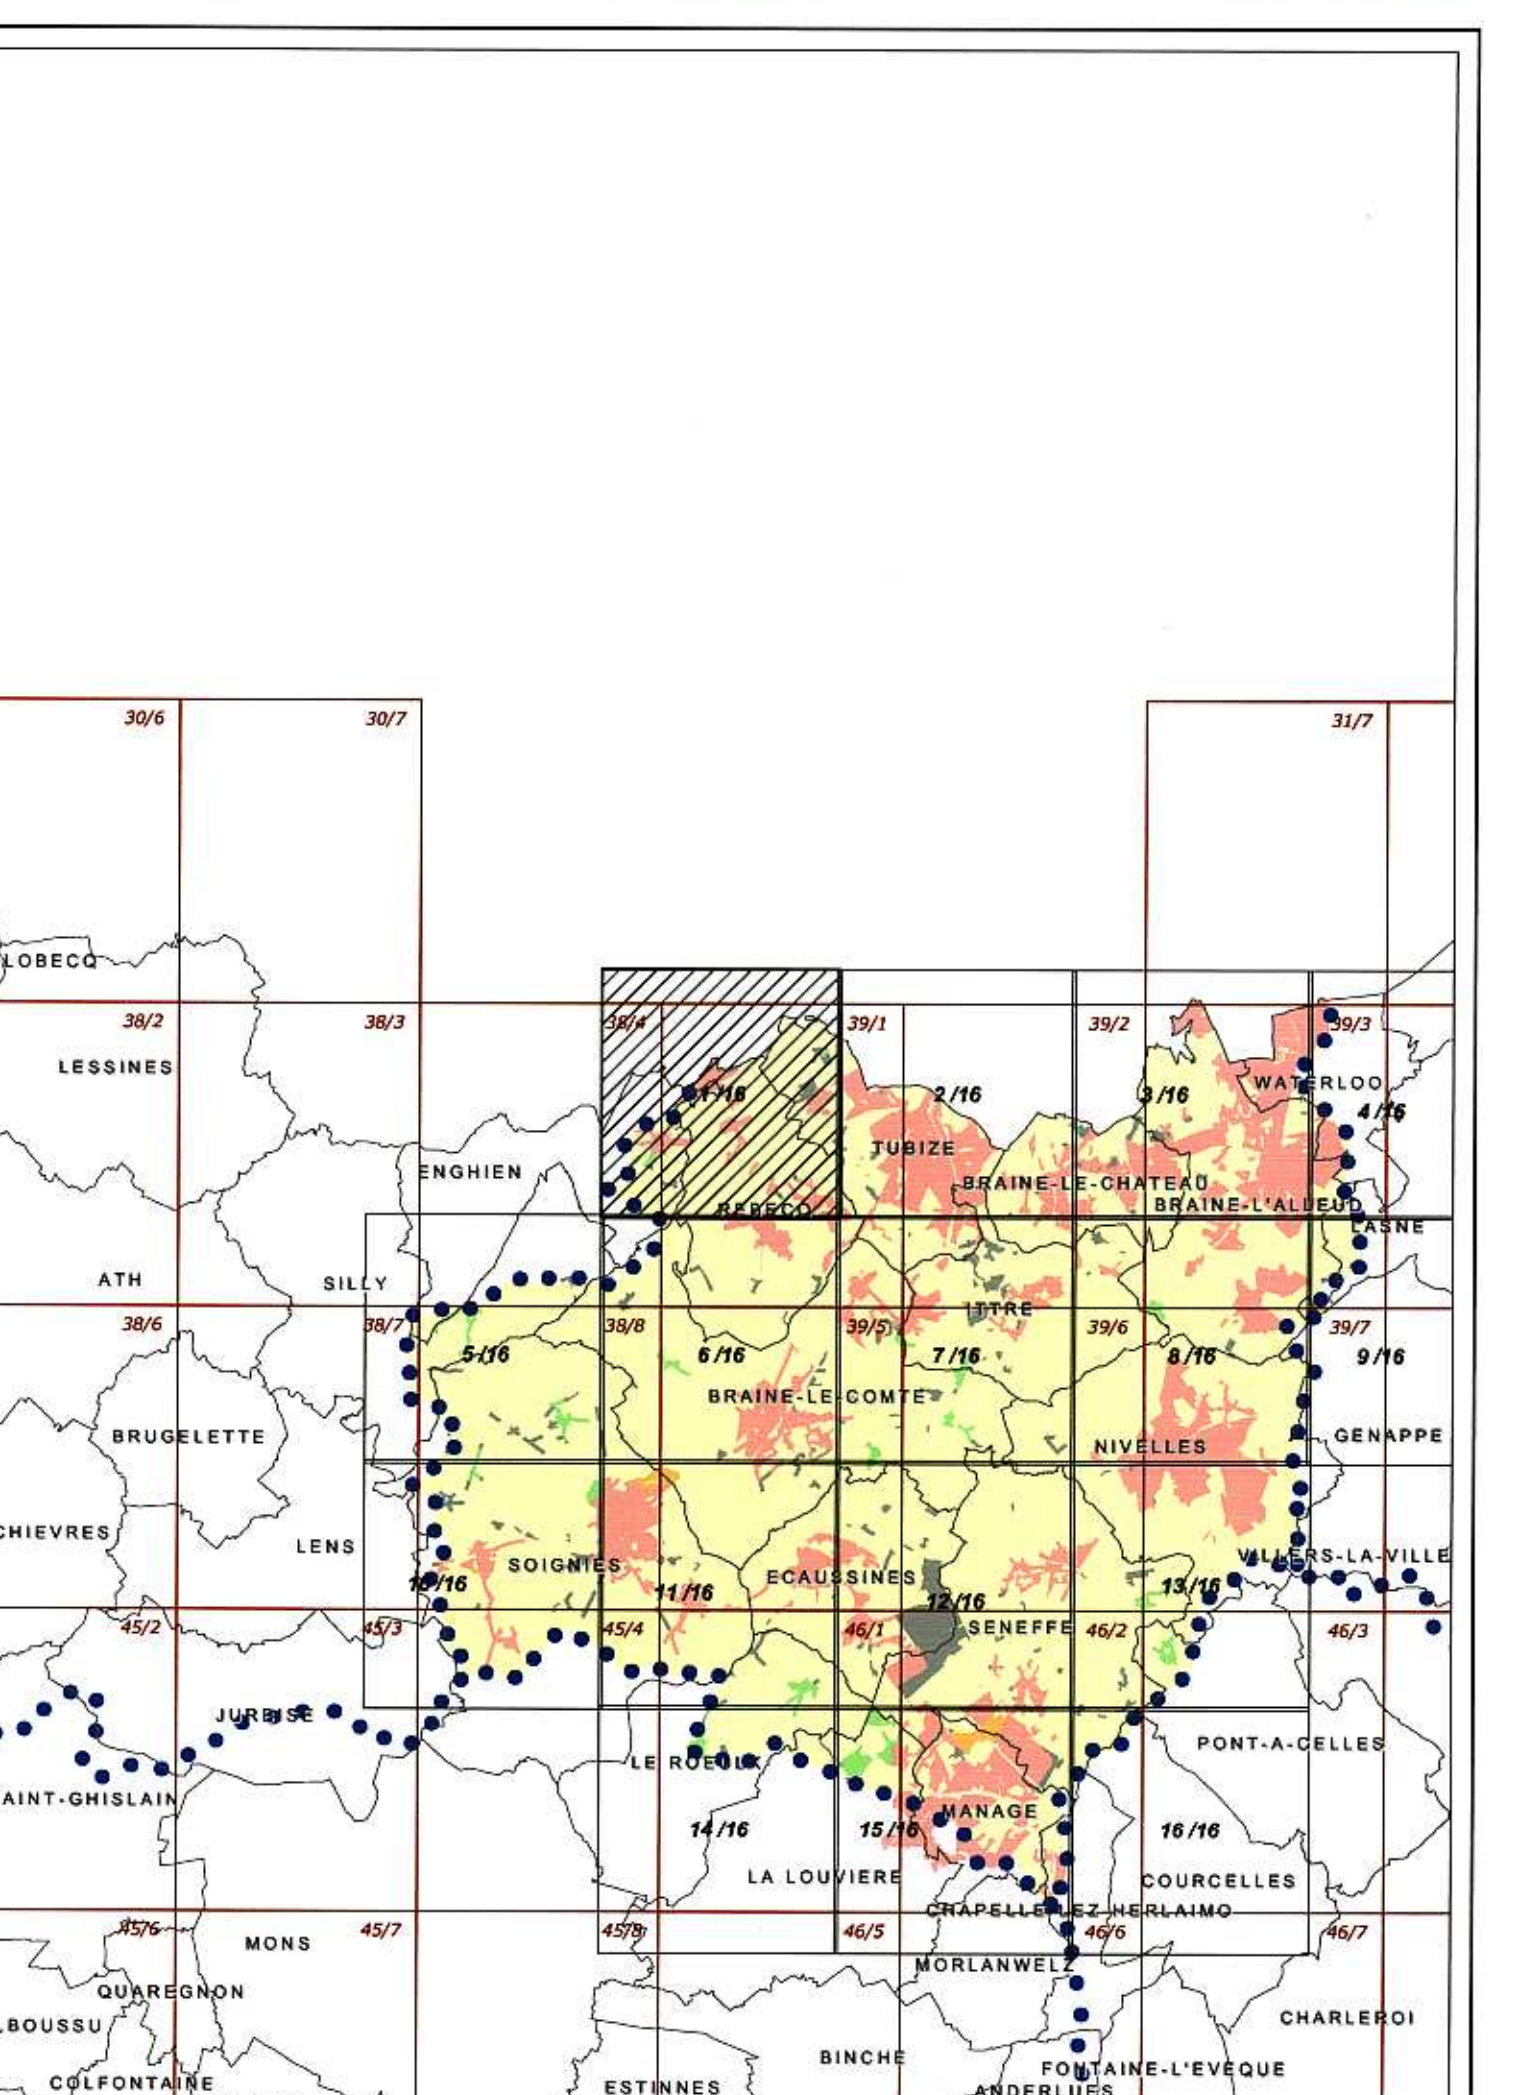 30/6
30/7
31/7
LOBECQ
38/2
38/3
38/4
39/1
39/2
39/3
LESSINES
WATERLOO
1/16
2/16
3/16
4/16
TUBIZE
ENGHIEN
BRAINE-LE-CHATEAU
BRAINE-L'ALLEUD
REBECQ
LASNE
ATH
SILLY
ITTRE
38/6
38/7
38/8
39/5
39/6
39/7
5/16
6/16
7/16
8/16
9/16
BRAINE-LE-COMTE
BRUGELETTE
GENAPPE
NIVELLES
CHIEVRES
LENS
VILLERS-LA-VILLE
SOIGNIES
ECAUSSINES
10/16
11/16
12/16
13/16
45/2
45/3
45/4
46/1
SENEFFE
46/2
46/3
JURBISE
PONT-A-CELLES
LE ROEULX
AINT-GHISLAIN
MANAGE
14/16
15/16
16/16
LA LOUVIERE
COURCELLES
CHAPELLE-LEZ-HERLAIMO
45/6
45/7
45/8
46/5
46/6
46/7
MONS
MORLANWELZ
QUAREGNON
BOUSSU
CHARLEROI
BINCHE
FONTAINE-L'EVEQUE
COLFONTAINE
ESTINNES
ANDERLUES